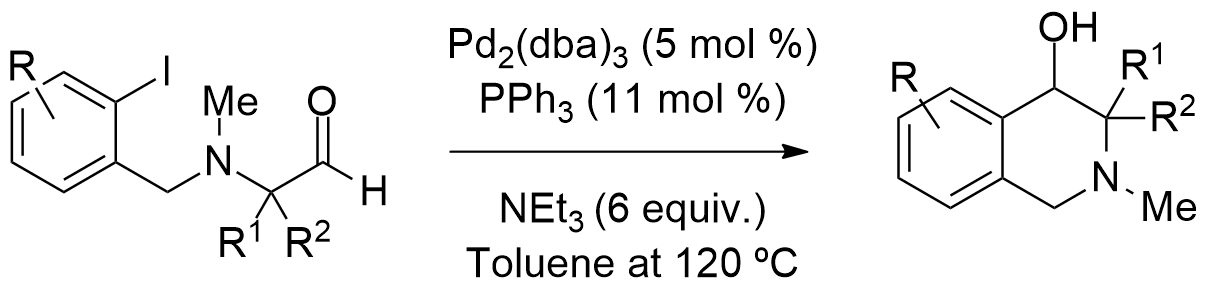 R
I
Me
N
O
H
R1 R2
Pd2(dba)3 (5 mol %)
PPh3 (11 mol %)
NEt3 (6 equiv.)
Toluene at 120 ºC
OH
R
R1
R2
N
Me